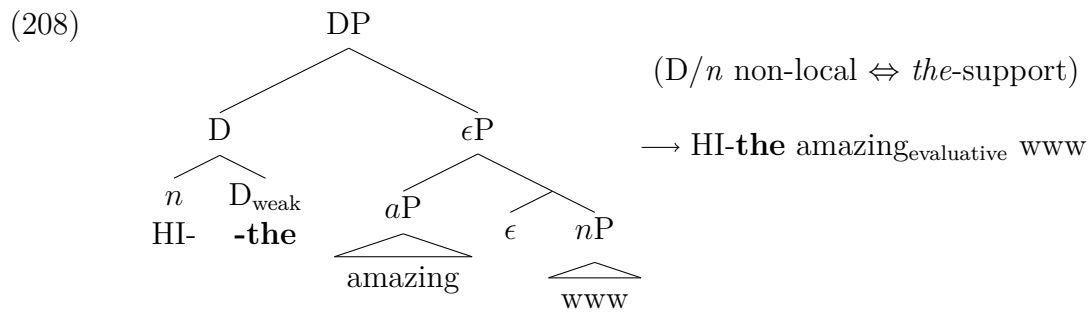 (208)
DP
(D/n non-local ⇔ the-support)
D ϵP
⟶ HI-the amazing_evaluative www
n D_weak aP ϵ nP
HI- -the
amazing
www